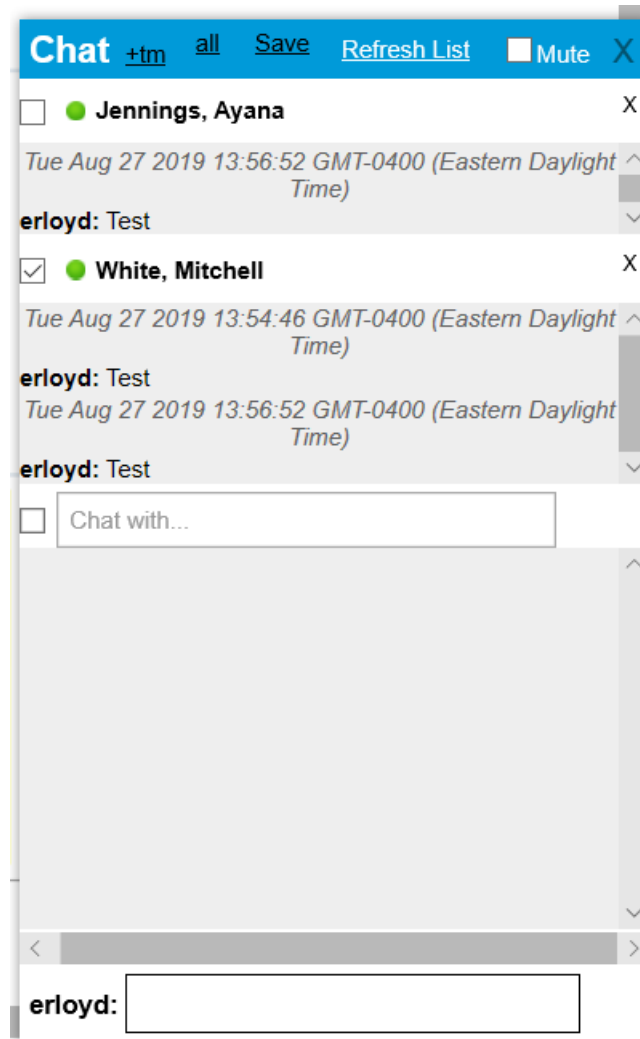 Chat +tm all Save Refresh List Mute X
Jennings, Ayana X
Tue Aug 27 2019 13:56:52 GMT-0400 (Eastern Daylight
Time)
erloyd: Test
White, Mitchell X
Tue Aug 27 2019 13:54:46 GMT-0400 (Eastern Daylight
Time)
erloyd: Test
Tue Aug 27 2019 13:56:52 GMT-0400 (Eastern Daylight
Time)
erloyd: Test
Chat with...
erloyd: